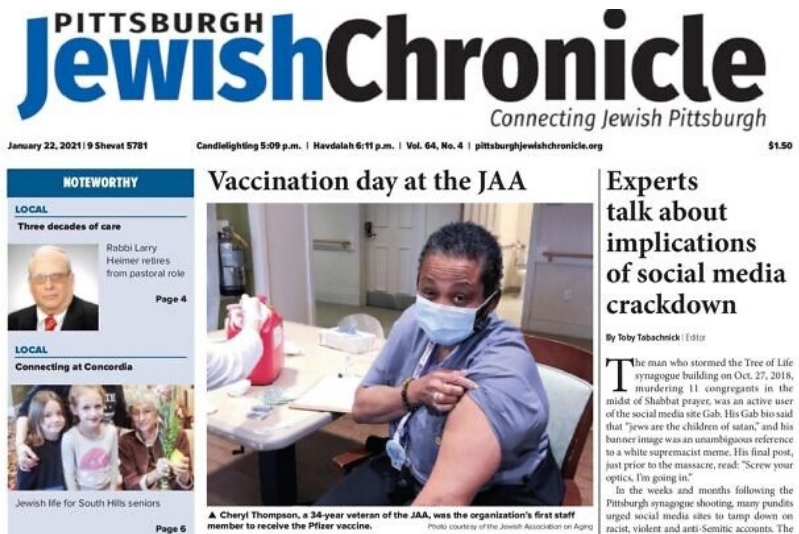 PITTSBURGH
JewishChronicle
Connecting Jewish Pittsburgh
January 22, 2021 | 9 Shevat 5781
Candlelighting 5:09 p.m. | Havdalah 6:11 p.m. | Vol. 64, No. 4 | pittsburghjewishchronicle.org
$1.50
NOTEWORTHY
LOCAL
Three decades of care
Rabbi Larry
Heimer retires
from pastoral role
Page 4
LOCAL
Connecting at Concordia
Jewish life for South Hills seniors
Page 6
Vaccination day at the JAA
▲ Cheryl Thompson, a 34-year veteran of the JAA, was the organization's first staff
member to receive the Pfizer vaccine.
Photo courtesy of the Jewish Association on Aging
Experts
talk about
implications
of social media
crackdown
By Toby Tabachnick | Editor
The man who stormed the Tree of Life
synagogue building on Oct. 27, 2018,
murdering 11 congregants in the
midst of Shabbat prayer, was an active user
of the social media site Gab. His Gab bio said
that "jews are the children of satan," and his
banner image was an unambiguous reference
to a white supremacist meme. His final post,
just prior to the massacre, read: "Screw your
optics, I'm going in."
In the weeks and months following the
Pittsburgh synagogue shooting, many pundits
urged social media sites to tamp down on
racist, violent and anti-Semitic accounts. The